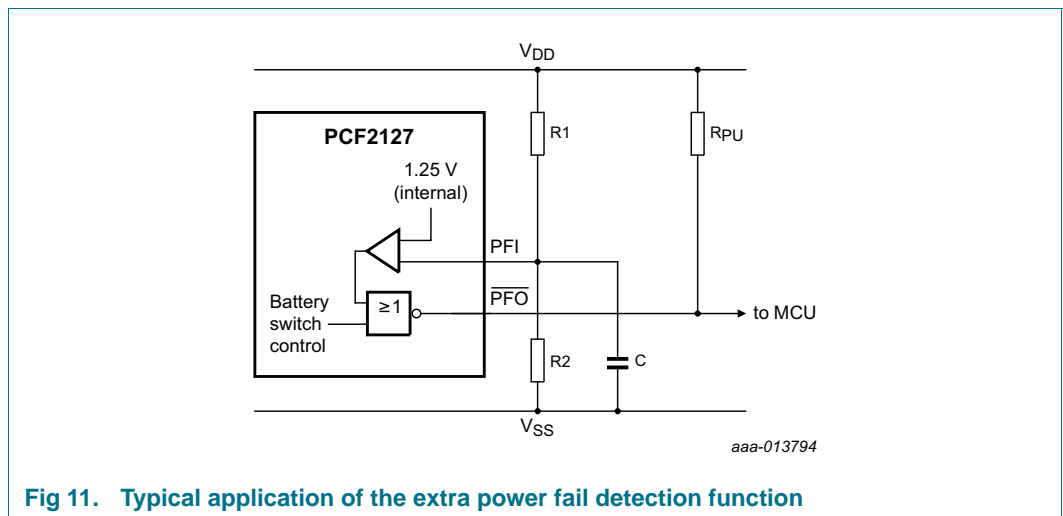 VDD
PCF2127
R1
RPU
1.25 V
(internal)
PFI
PFO
Battery
switch
control
≥1
to MCU
R2
C
VSS
aaa-013794
Fig 11. Typical application of the extra power fail detection function